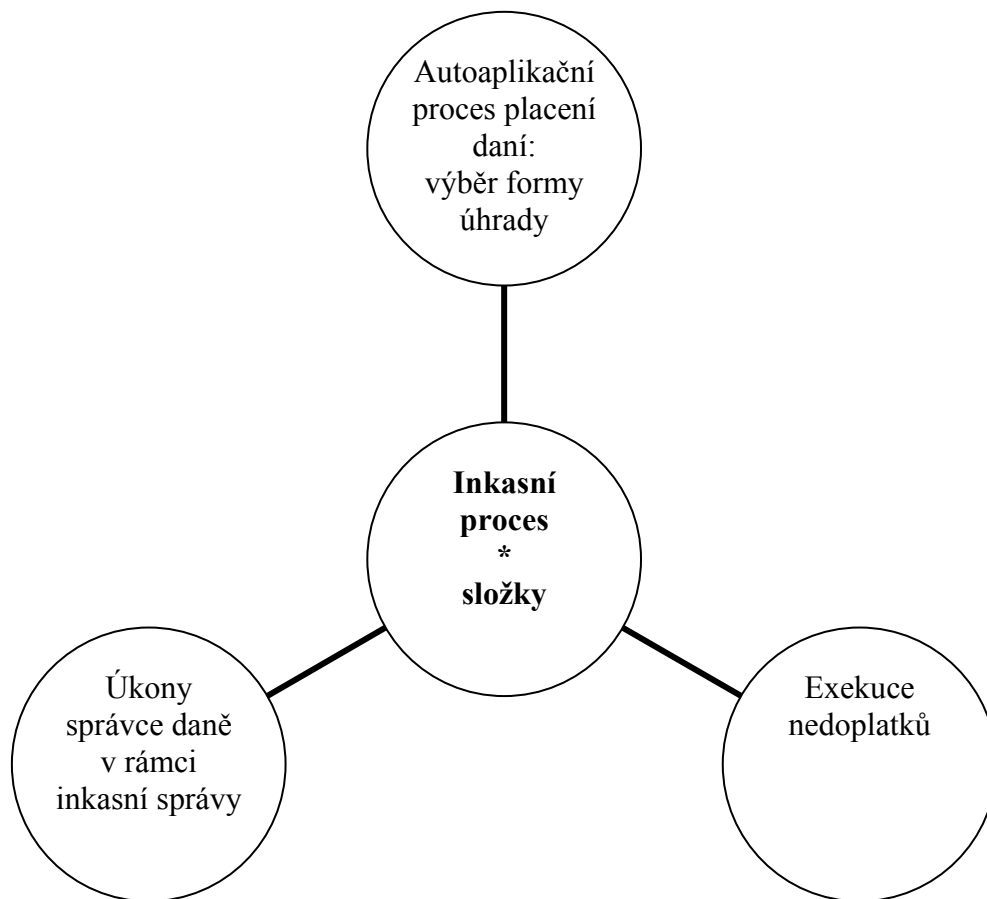 Autoaplikační
proces placení
daní:
výběr formy
úhrady
Inkasní
proces
*
složky
Úkony
správce daně
v rámci
inkasní správy
Exekuce
nedoplatků